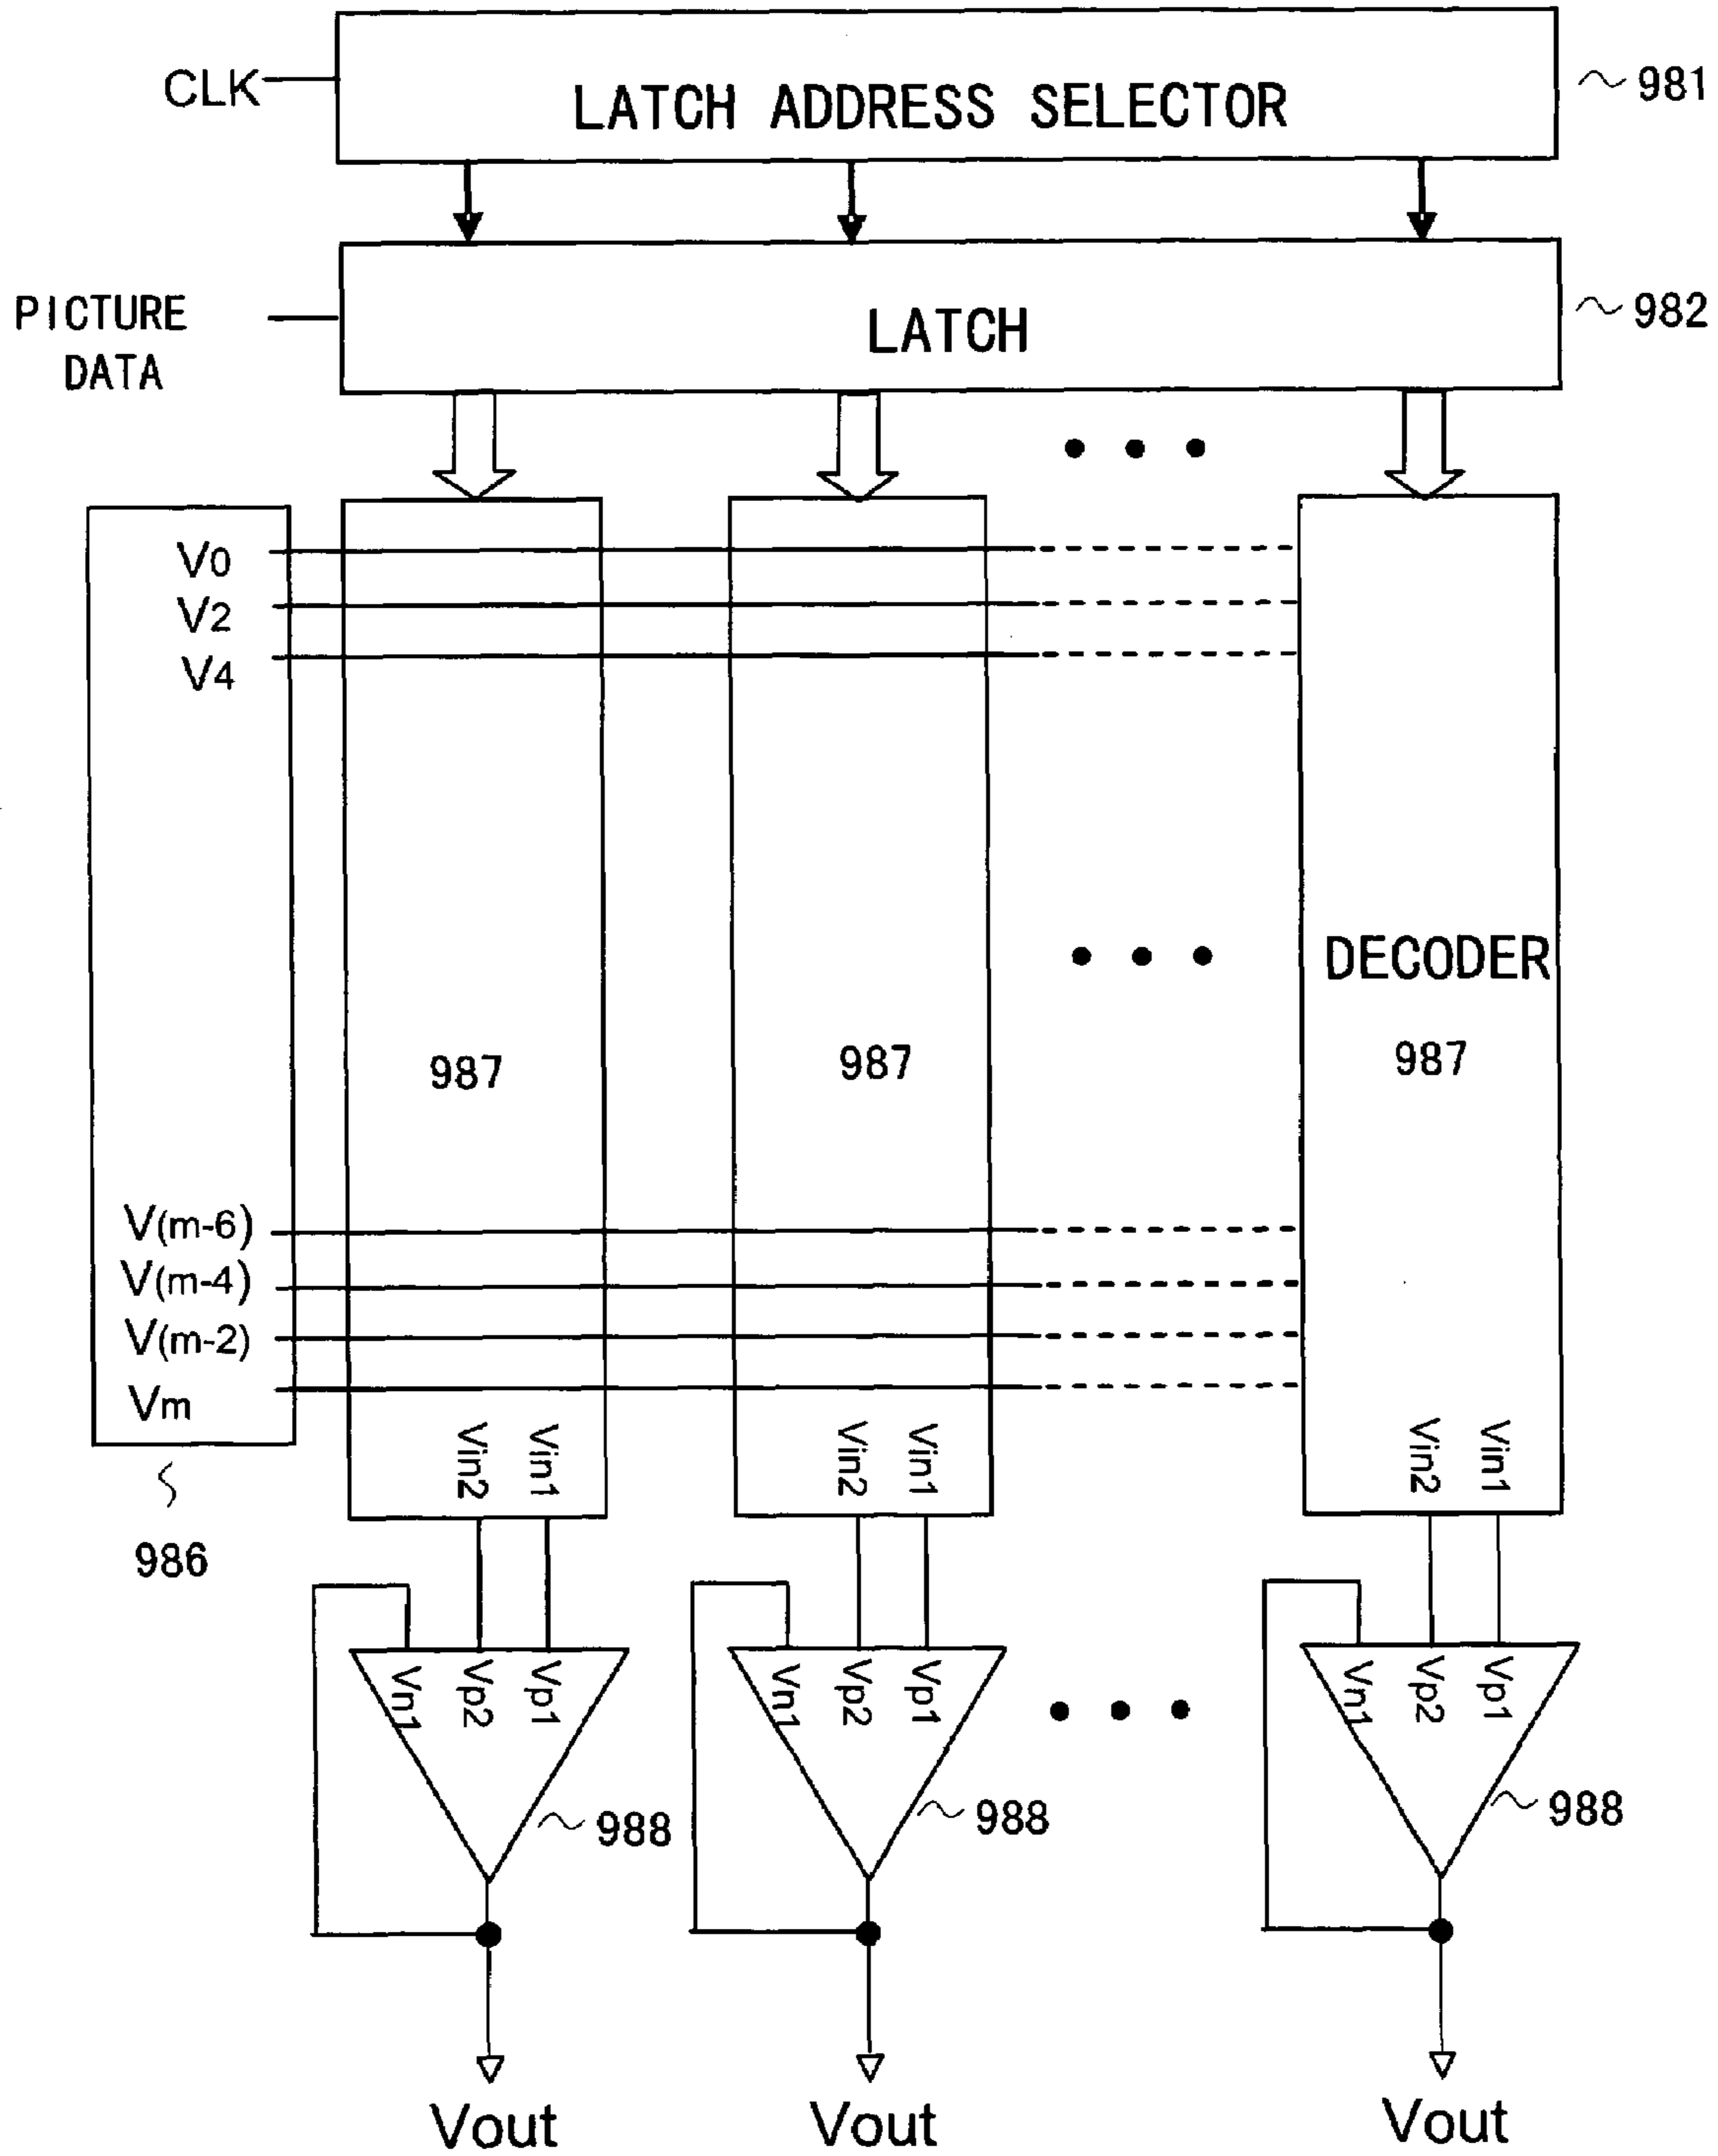 CLK
LATCH ADDRESS SELECTOR
981
PICTURE
DATA
LATCH
982
V0
V2
V4
DECODER
987
987
987
V(m-6)
V(m-4)
V(m-2)
Vm
Vin2
Vin1
Vin2
Vin1
Vin2
Vin1
986
Vn1
Vp2
Vp1
Vn1
Vp2
Vp1
Vn1
Vp2
Vp1
988
988
988
Vout
Vout
Vout